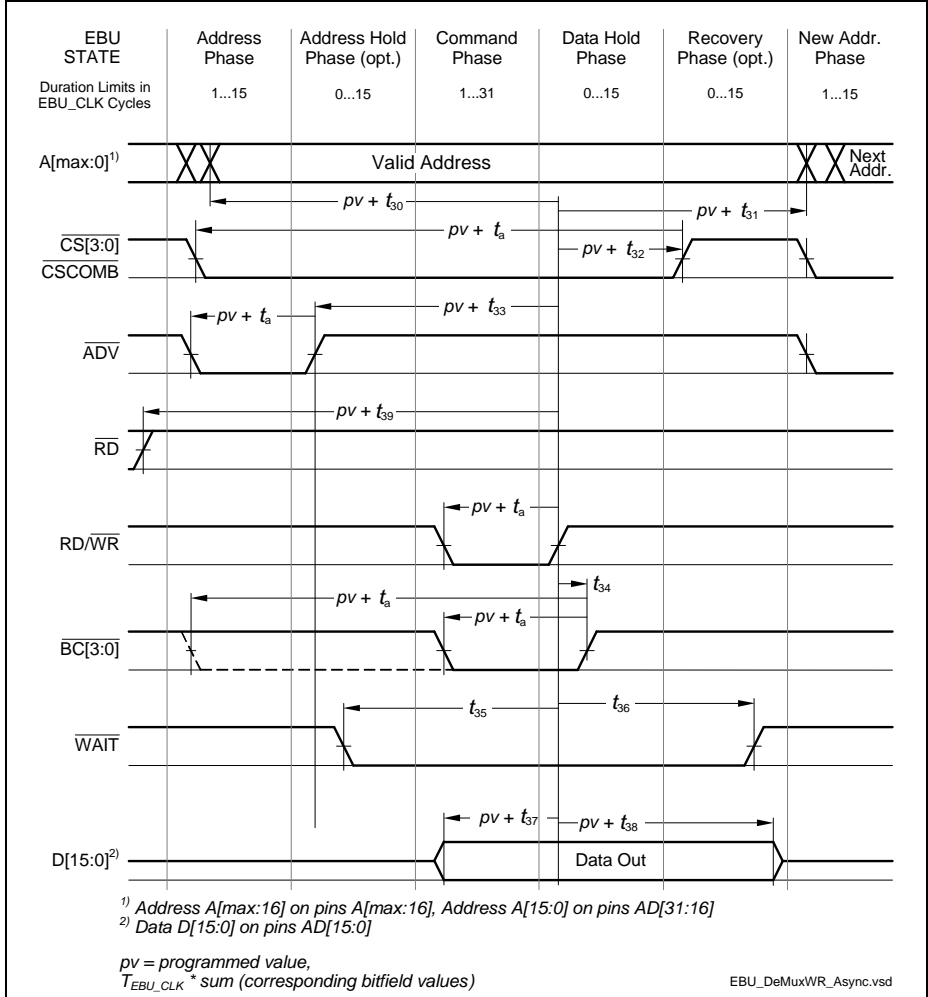 EBU STATE
Address Phase
Address Hold Phase (opt.)
Command Phase
Data Hold Phase
Recovery Phase (opt.)
New Addr. Phase
Duration Limits in EBU_CLK Cycles
1...15
0...15
1...31
0...15
0...15
1...15
A[max:0]1)
Valid Address
Next Addr.
pv + t30
pv + t31
pv + ta
CS[3:0]
CSCOMB
pv + t32
pv + ta
pv + t33
ADV
pv + t39
RD
pv + ta
RD/WR
t34
pv + ta
pv + ta
BC[3:0]
t35
t36
WAIT
pv + t37
pv + t38
D[15:0]2)
Data Out
1) Address A[max:16] on pins A[max:16], Address A[15:0] on pins AD[31:16]
2) Data D[15:0] on pins AD[15:0]
pv = programmed value,
TEBU_CLK * sum (corresponding bitfield values)
EBU_DeMuxWR_Async.vsd